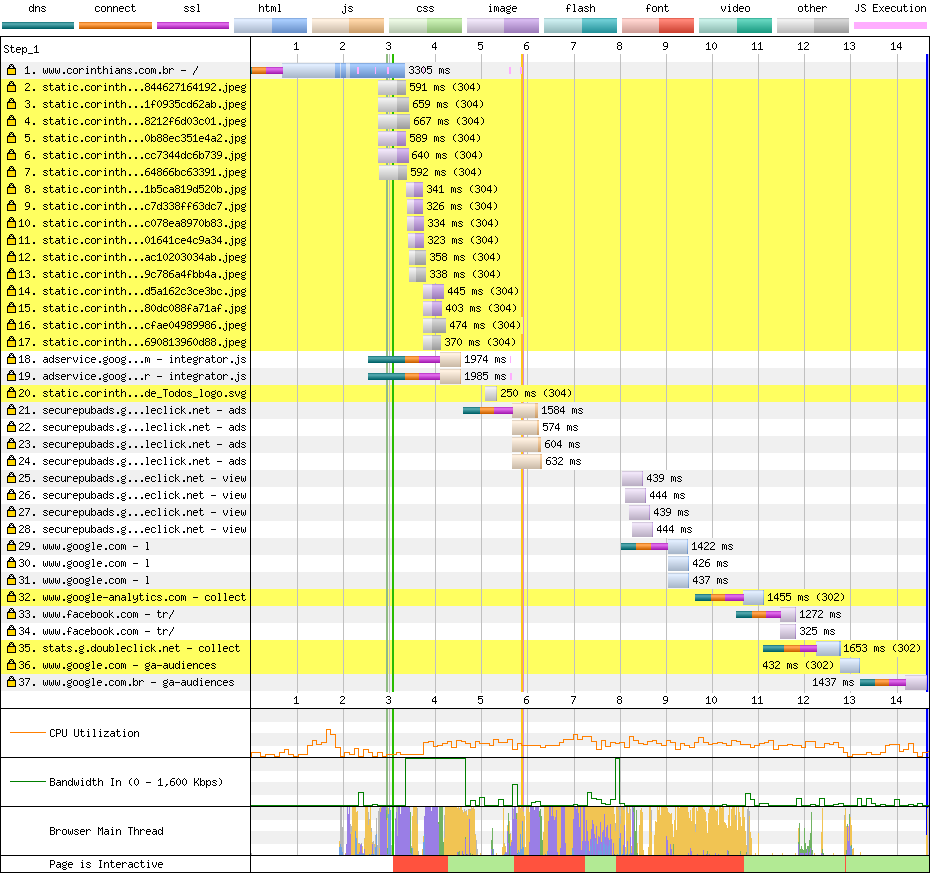 dns connect ssl html js css image flash font video other JS Execution
Step_1 1 2 3 4 5 6 7 8 9 10 11 12 13 14
1. www.corinthians.com.br – / 3305 ms
2. static.corinth...844627164192.jpeg 591 ms (304)
3. static.corinth...1f0935cd62ab.jpeg 659 ms (304)
4. static.corinth...8212f6d03c01.jpeg 667 ms (304)
5. static.corinth...0b88ec351e4a2.jpg 589 ms (304)
6. static.corinth...cc7344dc6b739.jpg 640 ms (304)
7. static.corinth...64866bc63391.jpeg 592 ms (304)
8. static.corinth...1b5ca819d520b.jpg 341 ms (304)
9. static.corinth...c7d338ff63dc7.jpg 326 ms (304)
10. static.corinth...c078ea8970b83.jpg 334 ms (304)
11. static.corinth...01641ce4c9a34.jpg 323 ms (304)
12. static.corinth...ac10203034ab.jpeg 358 ms (304)
13. static.corinth...9c786a4fbb4a.jpeg 338 ms (304)
14. static.corinth...d5a162c3ce3bc.jpg 445 ms (304)
15. static.corinth...80dc088fa71af.jpg 403 ms (304)
16. static.corinth...cfae04989986.jpeg 474 ms (304)
17. static.corinth...690813960d88.jpeg 370 ms (304)
18. adservice.goog...m – integrator.js 1974 ms
19. adservice.goog...r – integrator.js 1985 ms
20. static.corinth...de_Todos_logo.svg 250 ms (304)
21. securepubads.g...leclick.net – ads 1584 ms
22. securepubads.g...leclick.net – ads 574 ms
23. securepubads.g...leclick.net – ads 604 ms
24. securepubads.g...leclick.net – ads 632 ms
25. securepubads.g...eclick.net – view 439 ms
26. securepubads.g...eclick.net – view 444 ms
27. securepubads.g...eclick.net – view 439 ms
28. securepubads.g...eclick.net – view 444 ms
29. www.google.com – l 1422 ms
30. www.google.com – l 426 ms
31. www.google.com – l 437 ms
32. www.google-analytics.com – collect 1455 ms (302)
33. www.facebook.com – tr/ 1272 ms
34. www.facebook.com – tr/ 325 ms
35. stats.g.doubleclick.net – collect 1653 ms (302)
36. www.google.com – ga-audiences 432 ms (302)
37. www.google.com.br – ga-audiences 1437 ms
1 2 3 4 5 6 7 8 9 10 11 12 13 14
CPU Utilization
Bandwidth In (0 – 1,600 Kbps)
Browser Main Thread
Page is Interactive